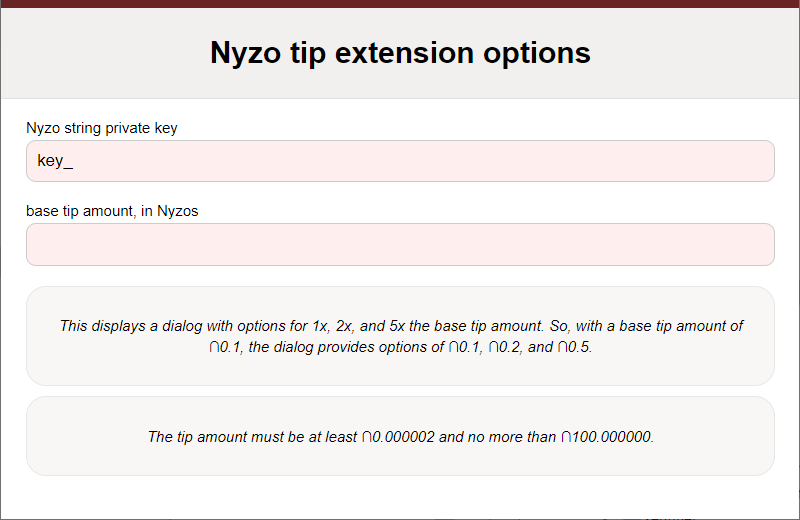 Nyzo tip extension options
Nyzo string private key
key_
base tip amount, in Nyzos
This displays a dialog with options for 1x, 2x, and 5x the base tip amount. So, with a base tip amount of
∩0.1, the dialog provides options of ∩0.1, ∩0.2, and ∩0.5.
The tip amount must be at least ∩0.000002 and no more than ∩100.000000.